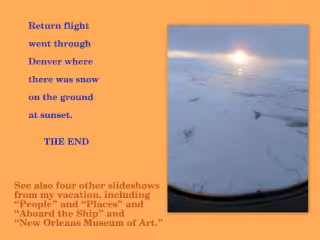 Return flight
went through
Denver where
there was snow
on the ground
at sunset.
THE END
See also four other slideshows
from my vacation, including
“People” and “Places” and
“Aboard the Ship” and
“New Orleans Museum of Art.”